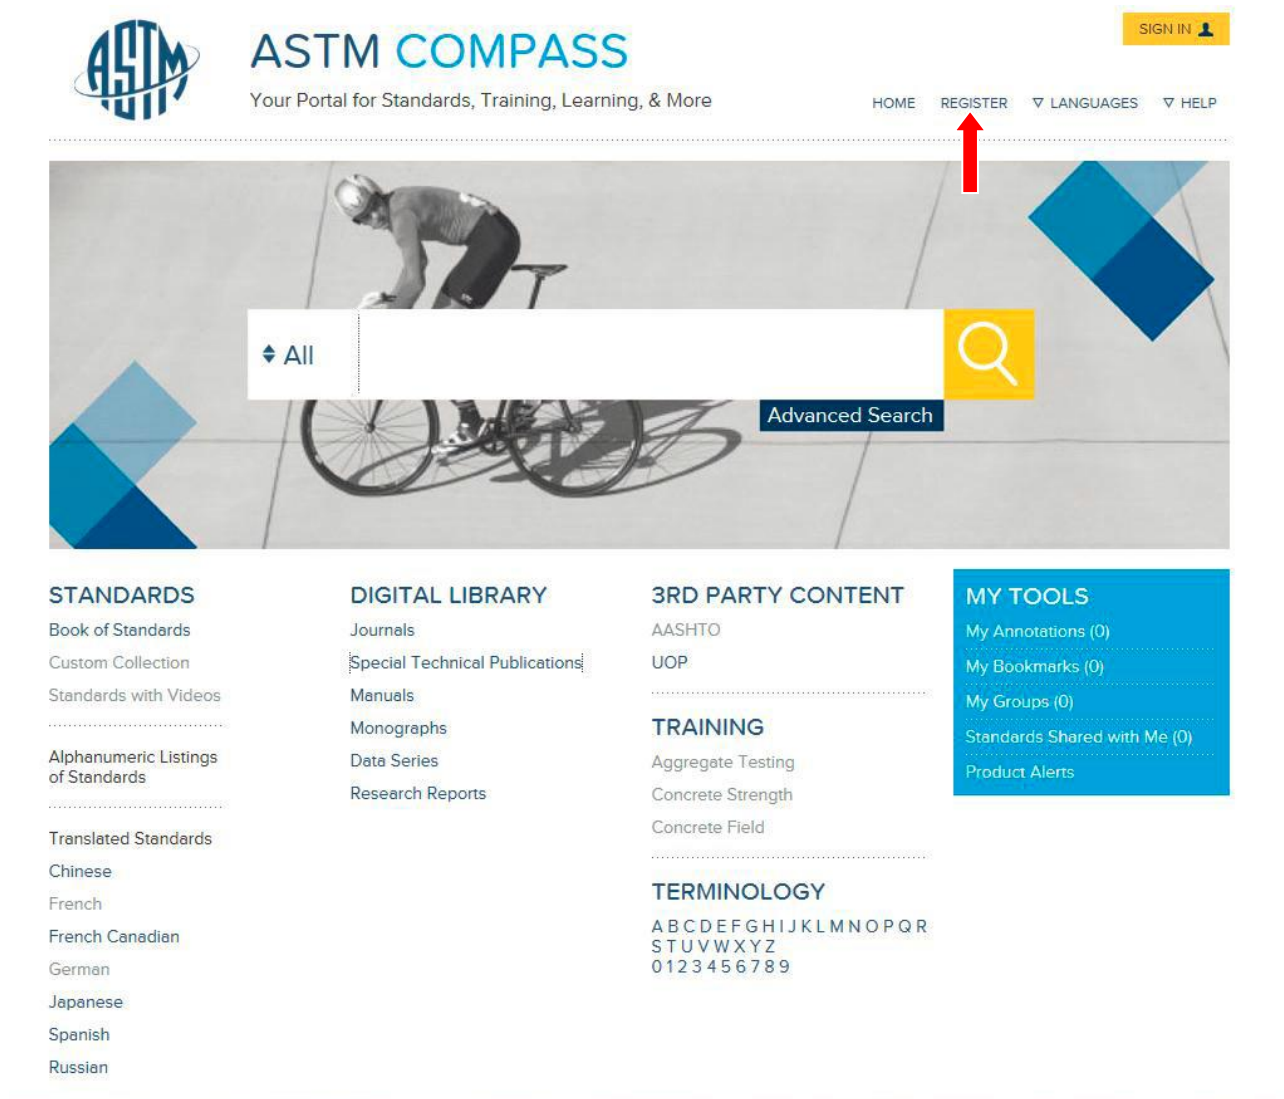 ASTM
ASTM COMPASS
Your Portal for Standards, Training, Learning, & More
SIGN IN
HOME REGISTER ▽ LANGUAGES ▽ HELP
All
Advanced Search
STANDARDS
Book of Standards
Custom Collection
Standards with Videos
Alphanumeric Listings
of Standards
Translated Standards
Chinese
French
French Canadian
German
Japanese
Spanish
Russian
DIGITAL LIBRARY
Journals
Special Technical Publications
Manuals
Monographs
Data Series
Research Reports
3RD PARTY CONTENT
AASHTO
UOP
TRAINING
Aggregate Testing
Concrete Strength
Concrete Field
TERMINOLOGY
A B C D E F G H I J K L M N O P Q R
S T U V W X Y Z
0 1 2 3 4 5 6 7 8 9
MY TOOLS
My Annotations (0)
My Bookmarks (0)
My Groups (0)
Standards Shared with Me (0)
Product Alerts